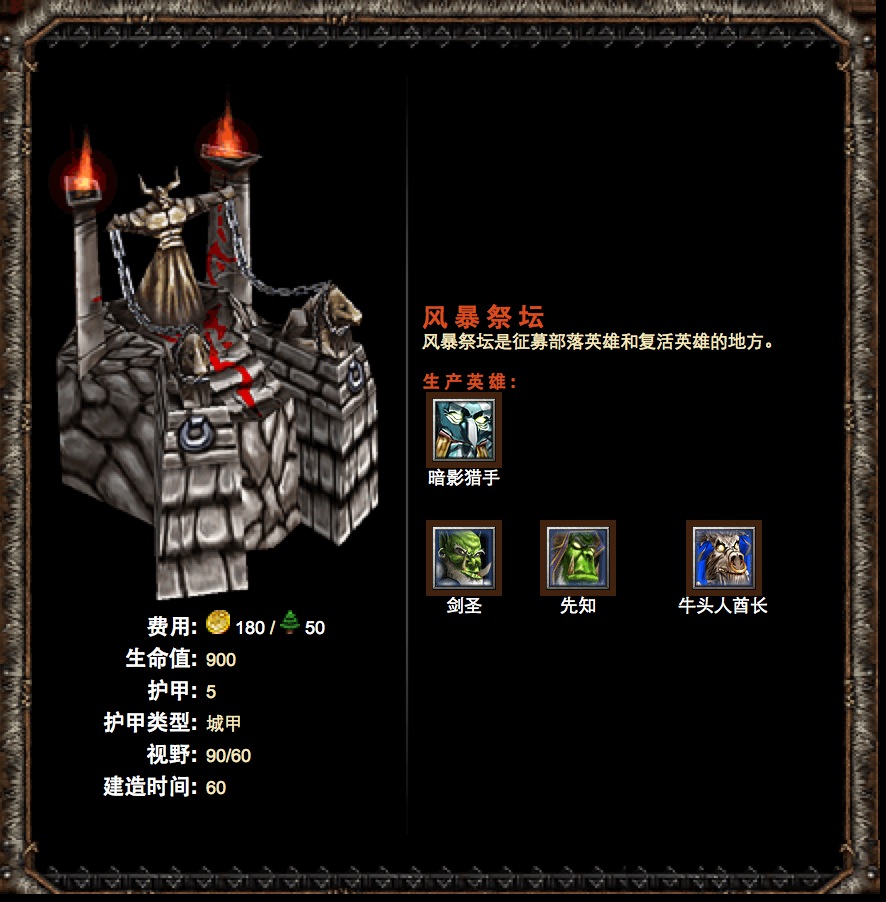 风暴祭坛
风暴祭坛是征募部落英雄和复活英雄的地方。
生产英雄:
暗影猎手
剑圣 先知 牛头人酋长
费用: 180 / 50
生命值: 900
护甲: 5
护甲类型: 城甲
视野: 90/60
建造时间: 60